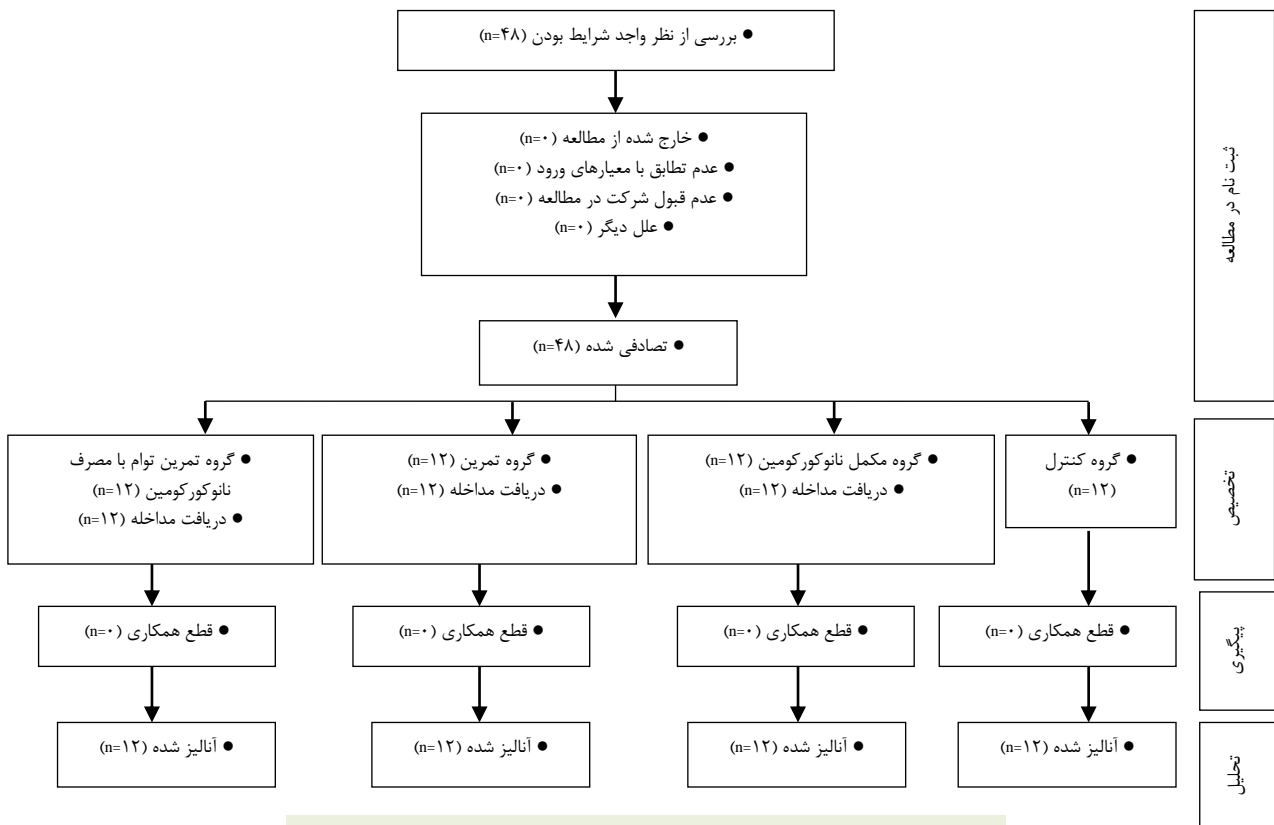 ● بررسی از نظر واجد شرایط بودن (n=۴۸)
● خارج شده از مطالعه (n=۰)
● عدم تطابق با معیارهای ورود (n=۰)
● عدم قبول شرکت در مطالعه (n=۰)
● علل دیگر (n=۰)
ثبت نام در مطالعه
● تصادفی شده (n=۴۸)
● گروه کنترل
(n=۱۲)
● گروه مکمل نانوکورکومین (n=۱۲)
● دریافت مداخله (n=۱۲)
● گروه تمرین (n=۱۲)
● دریافت مداخله (n=۱۲)
● گروه تمرین توام با مصرف
نانوکورکومین (n=۱۲)
● دریافت مداخله (n=۱۲)
تخصیص
● قطع همکاری (n=۰)
● قطع همکاری (n=۰)
● قطع همکاری (n=۰)
● قطع همکاری (n=۰)
پیگیری
● آنالیز شده (n=۱۲)
● آنالیز شده (n=۱۲)
● آنالیز شده (n=۱۲)
● آنالیز شده (n=۱۲)
تحلیل